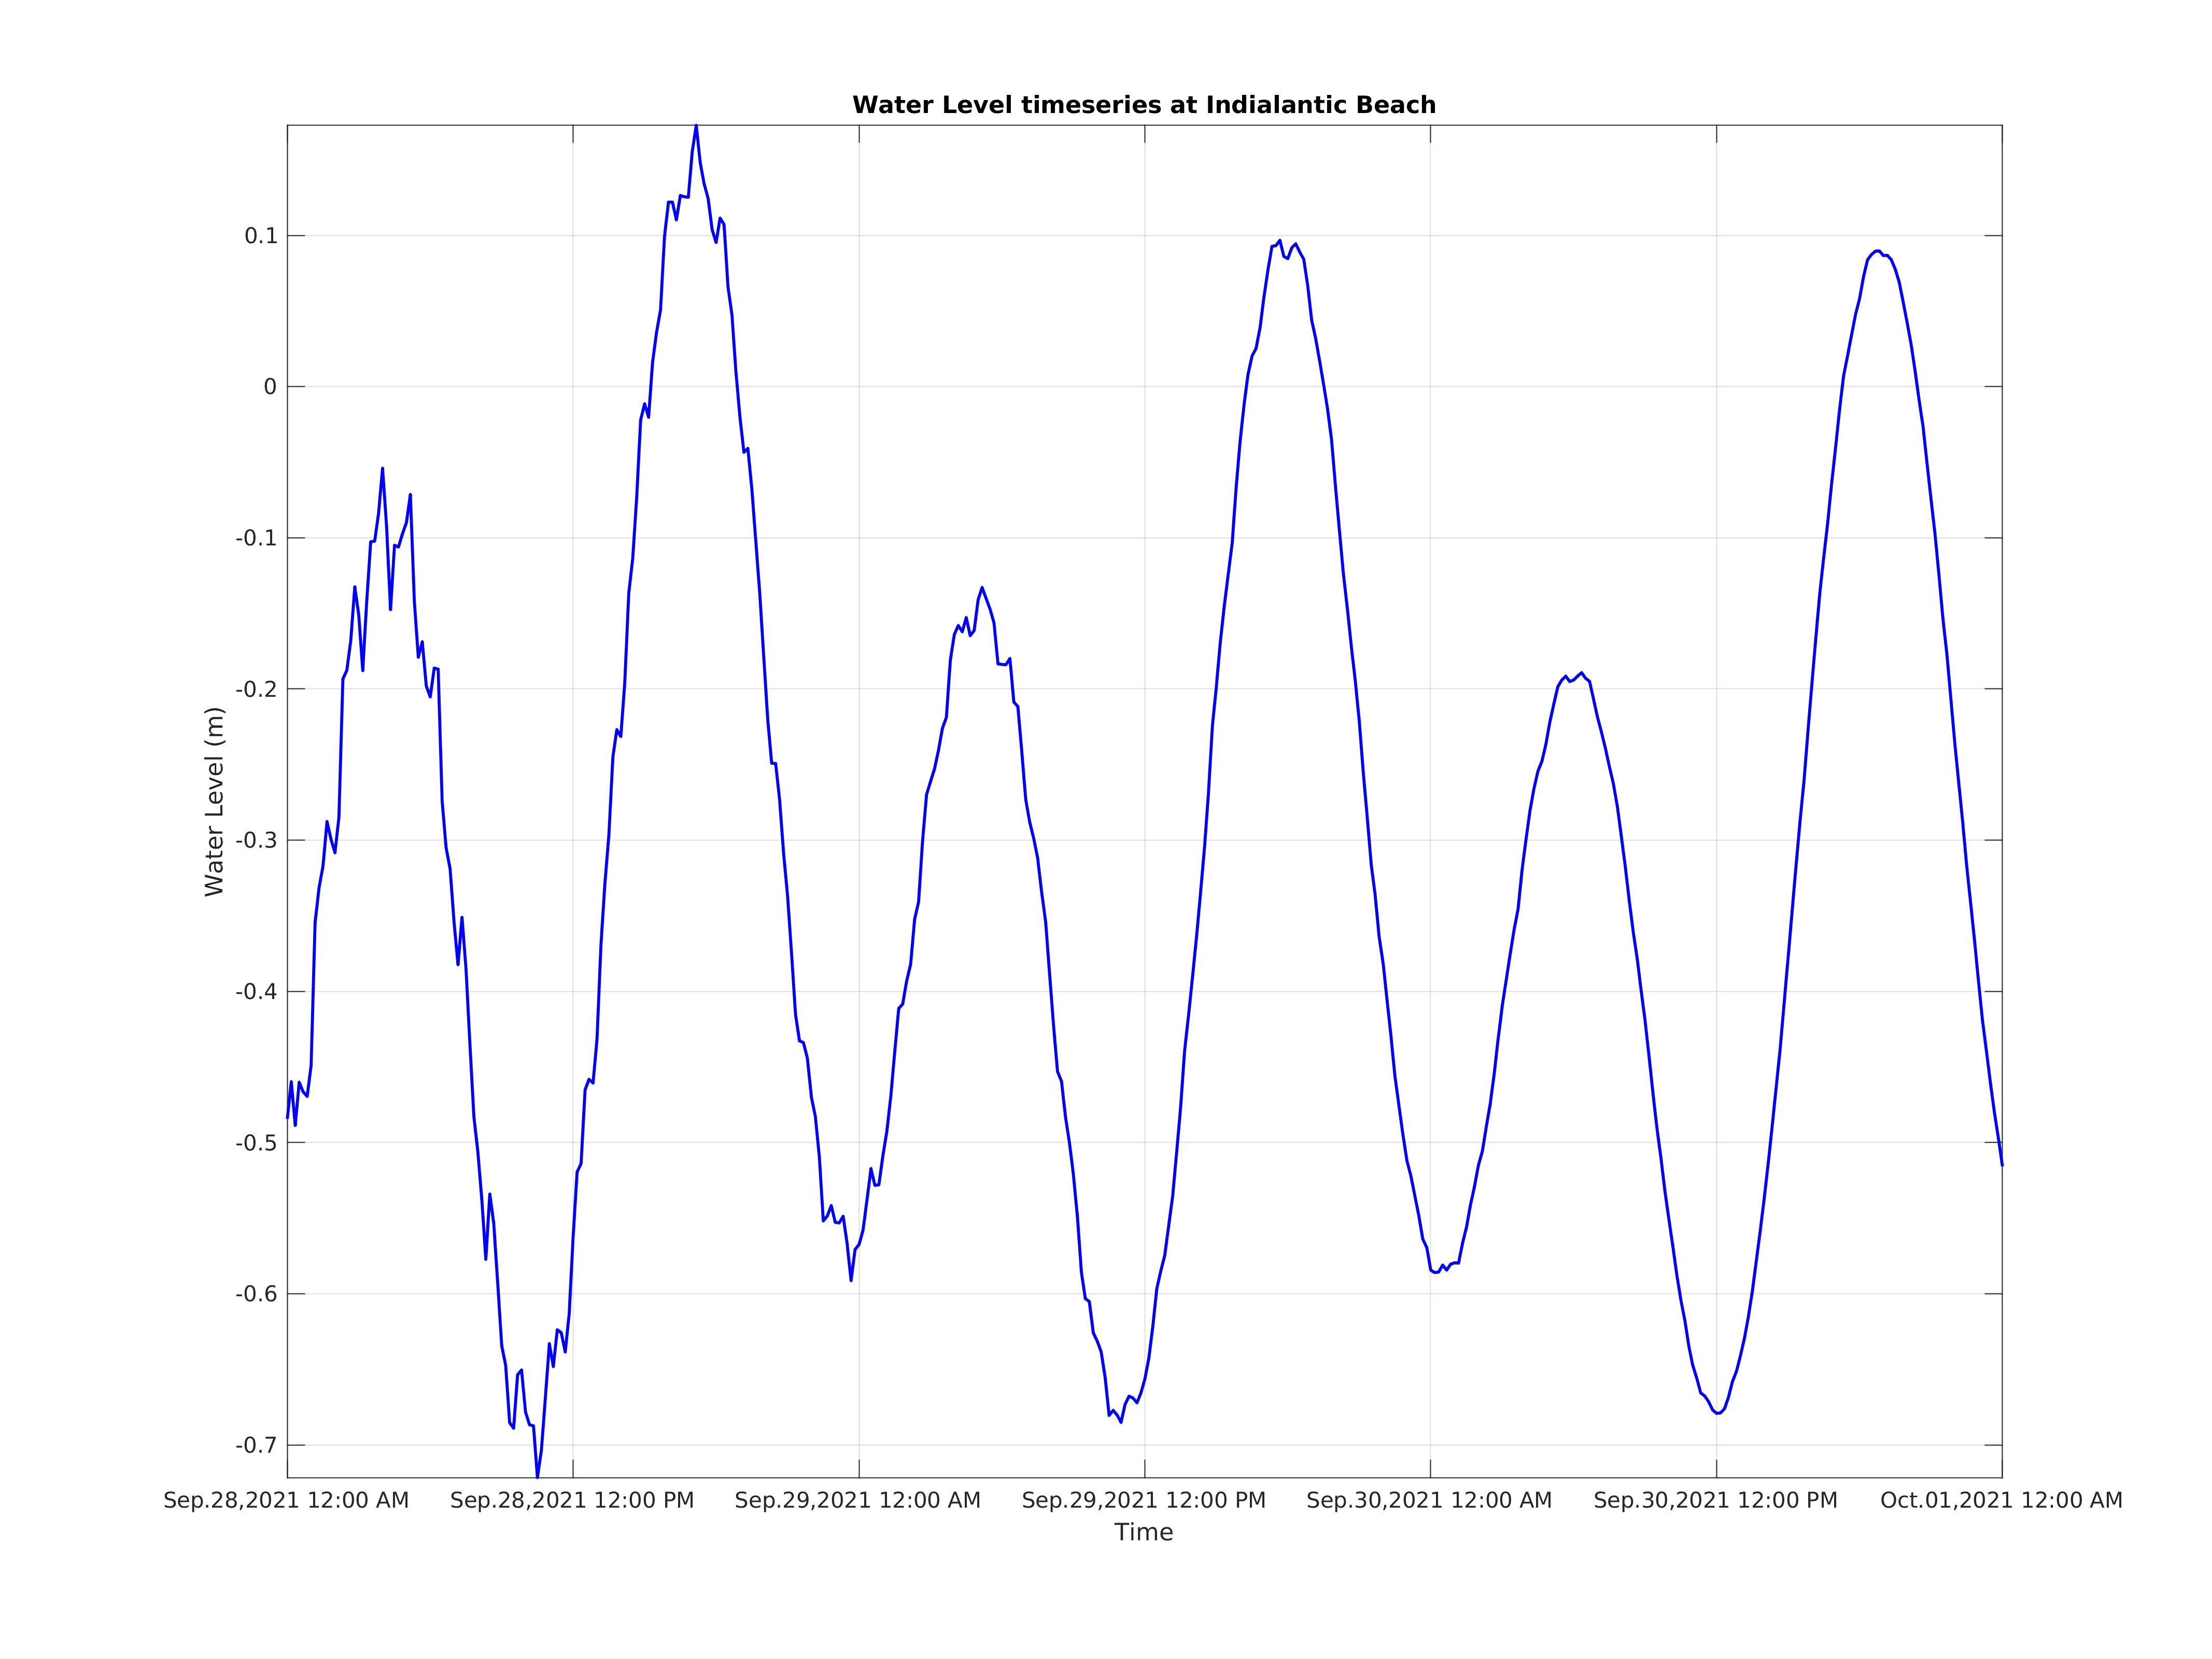 Water Level timeseries at Indialantic Beach
0.1
0
-0.1
-0.2
-0.3
-0.4
-0.5
-0.6
-0.7
Water Level (m)
Sep.28,2021 12:00 AM Sep.28,2021 12:00 PM Sep.29,2021 12:00 AM Sep.29,2021 12:00 PM Sep.30,2021 12:00 AM Sep.30,2021 12:00 PM Oct.01,2021 12:00 AM
Time